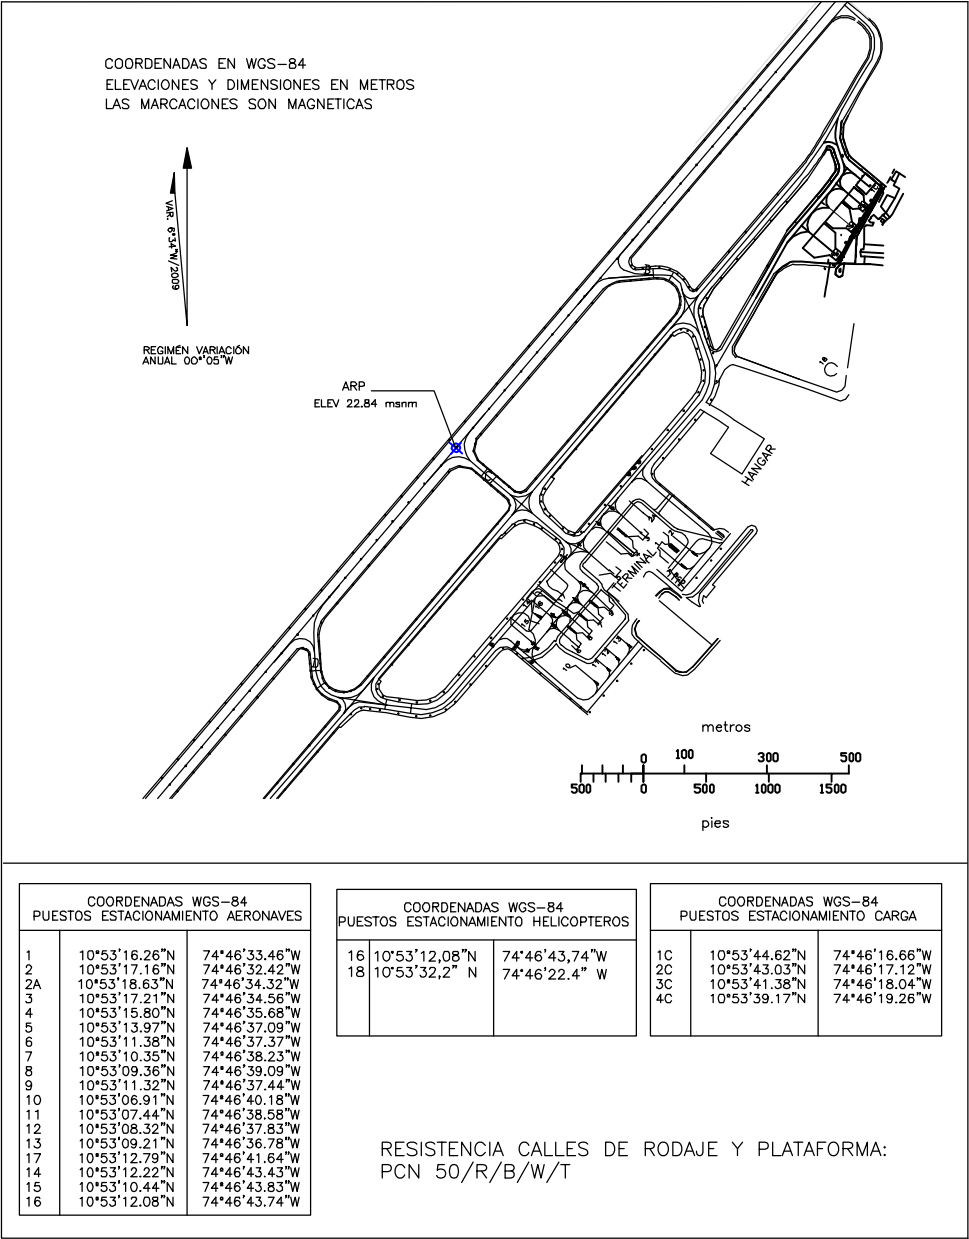 COORDENADAS EN WGS-84
ELEVACIONES Y DIMENSIONES EN METROS
LAS MARCACIONES SON MAGNETICAS
VAR. 6°34"W/2009
REGIMÉN VARIACIÓN
ANUAL 00°'05"W
ARP
ELEV 22.84 msnm
18
C
HANGAR
TERMINAL
2A
10
11
12
13
metros
0 100 300 500
500 0 500 1000 1500
pies
COORDENADAS WGS-84
PUESTOS ESTACIONAMIENTO AERONAVES
1 10°53'16.26"N 74°46'33.46"W
2 10°53'17.16"N 74°46'32.42"W
2A 10°53'18.63"N 74°46'34.32"W
3 10°53'17.21"N 74°46'34.56"W
4 10°53'15.80"N 74°46'35.68"W
5 10°53'13.97"N 74°46'37.09"W
6 10°53'11.38"N 74°46'37.37"W
7 10°53'10.35"N 74°46'38.23"W
8 10°53'09.36"N 74°46'39.09"W
9 10°53'11.32"N 74°46'37.44"W
10 10°53'06.91"N 74°46'40.18"W
11 10°53'07.44"N 74°46'38.58"W
12 10°53'08.32"N 74°46'37.83"W
13 10°53'09.21"N 74°46'36.78"W
17 10°53'12.79"N 74°46'41.64"W
14 10°53'12.22"N 74°46'43.43"W
15 10°53'10.44"N 74°46'43.83"W
16 10°53'12.08"N 74°46'43.74"W
COORDENADAS WGS-84
PUESTOS ESTACIONAMIENTO HELICOPTEROS
16 10°53'12,08"N 74°46'43,74"W
18 10°53'32,2" N 74°46'22.4" W
COORDENADAS WGS-84
PUESTOS ESTACIONAMIENTO CARGA
1C 10°53'44.62"N 74°46'16.66"W
2C 10°53'43.03"N 74°46'17.12"W
3C 10°53'41.38"N 74°46'18.04"W
4C 10°53'39.17"N 74°46'19.26"W
RESISTENCIA CALLES DE RODAJE Y PLATAFORMA:
PCN 50/R/B/W/T